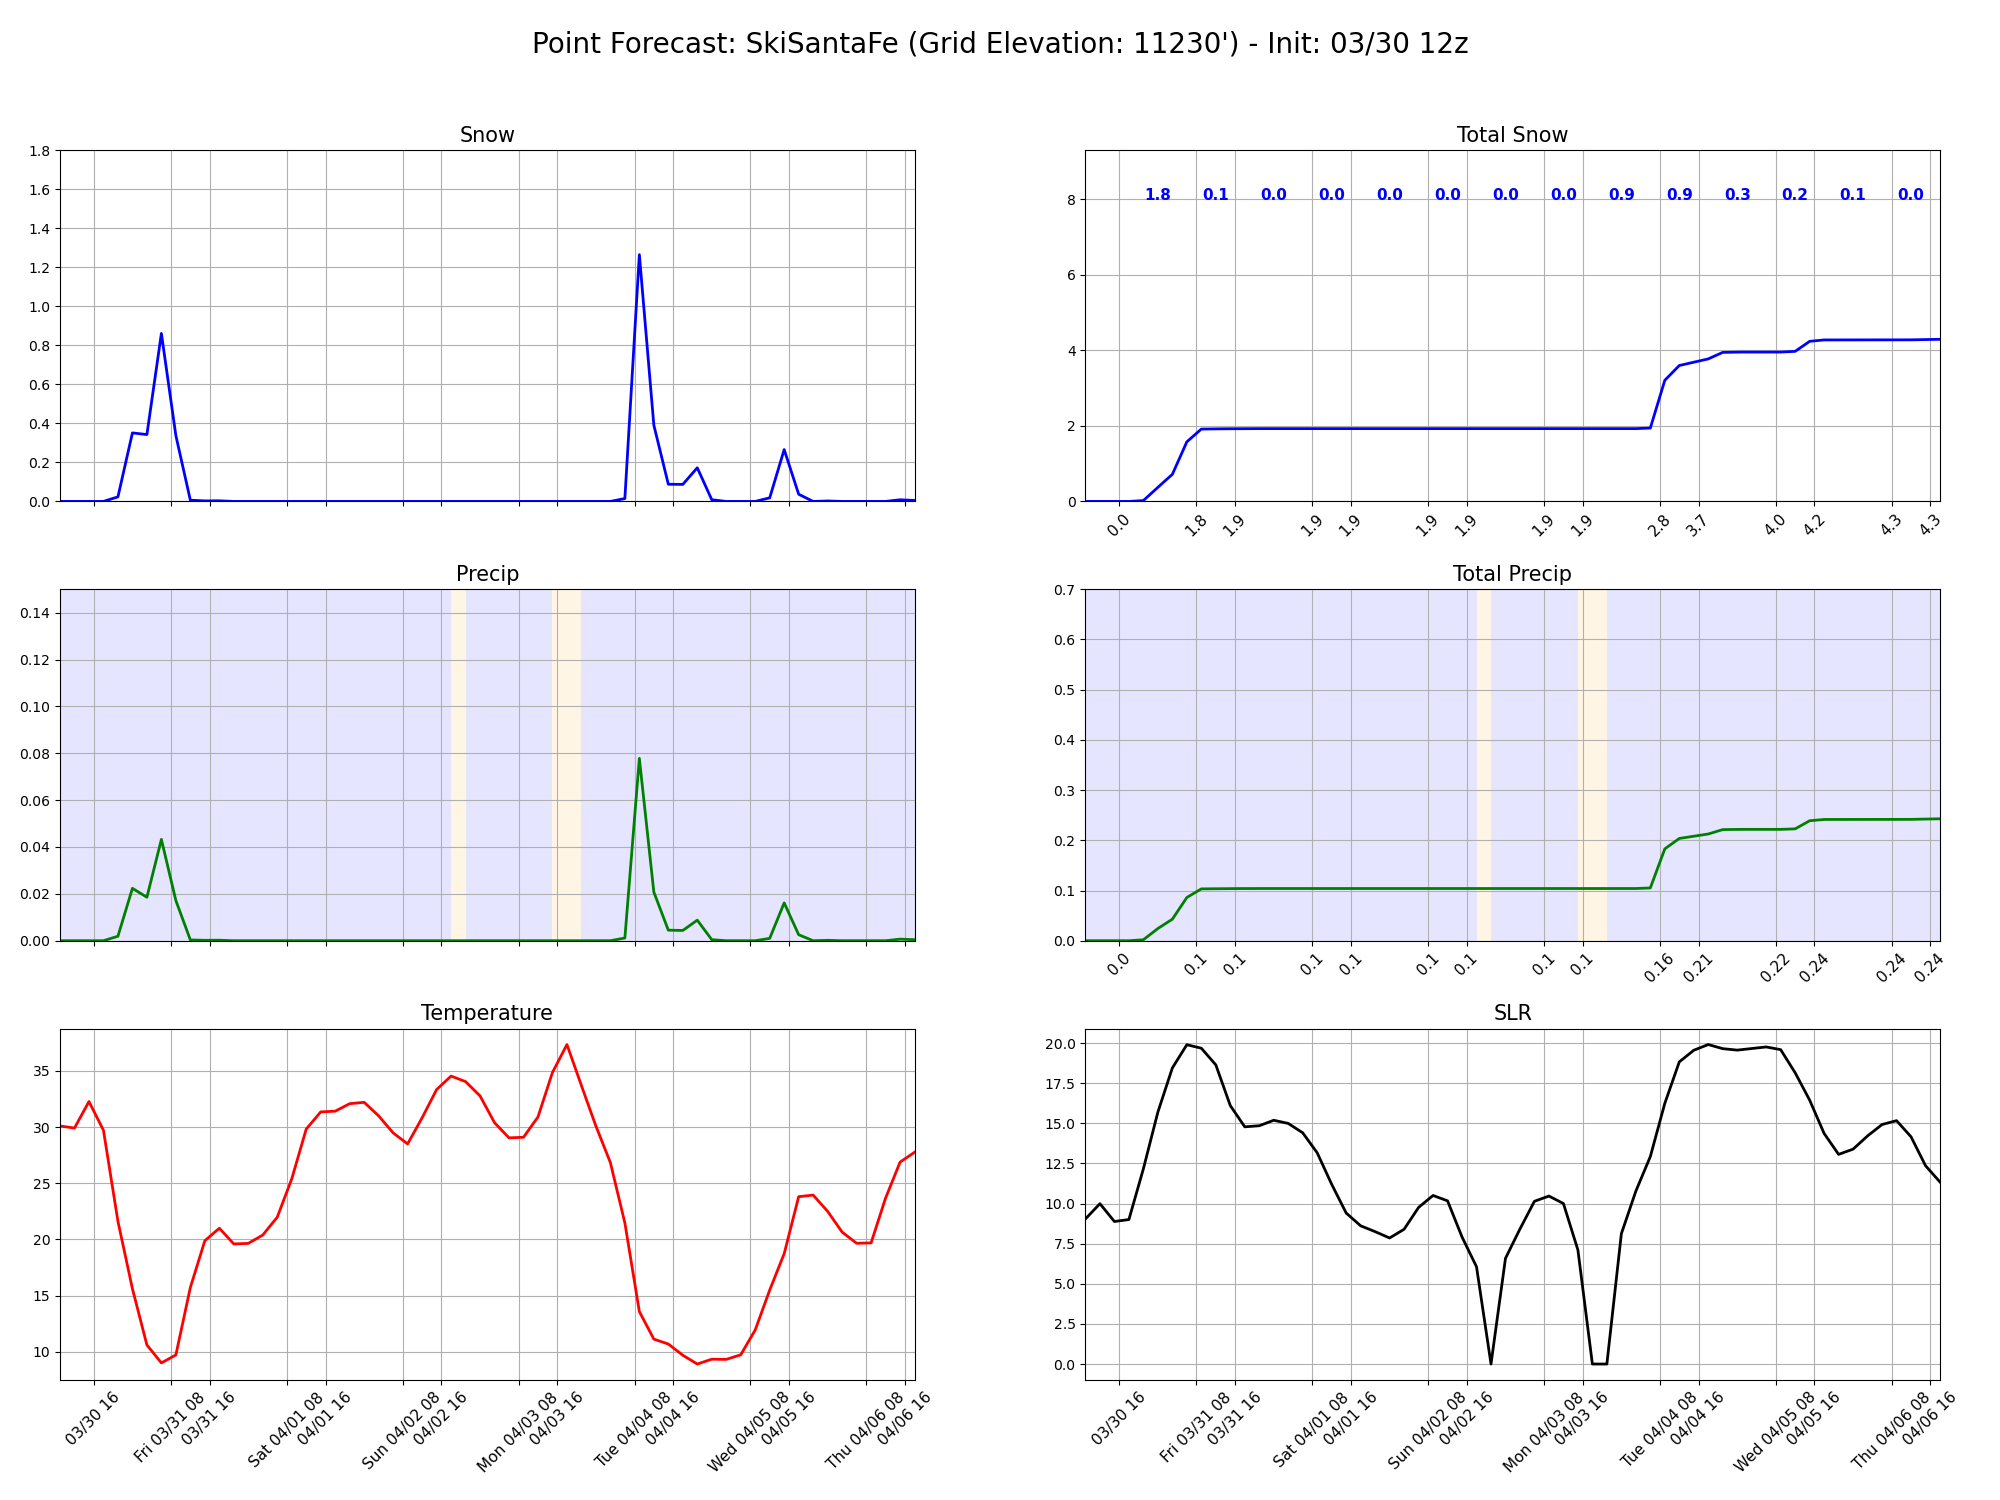 Point Forecast: SkiSantaFe (Grid Elevation: 11230') - Init: 03/30 12z
Snow
1.8
1.6
1.4
1.2
1.0
0.8
0.6
0.4
0.2
0.0
Total Snow
8
6
4
2
0
1.8 0.1 0.0 0.0 0.0 0.0 0.0 0.0 0.9 0.9 0.3 0.2 0.1 0.0
0.0 1.8 1.9 1.9 1.9 1.9 1.9 1.9 1.9 2.8 3.7 4.0 4.2 4.3 4.3
Precip
0.14
0.12
0.10
0.08
0.06
0.04
0.02
0.00
Total Precip
0.7
0.6
0.5
0.4
0.3
0.2
0.1
0.0
0.0 0.1 0.1 0.1 0.1 0.1 0.1 0.1 0.1 0.16 0.21 0.22 0.24 0.24 0.24
Temperature
35
30
25
20
15
10
03/30 16
Fri 03/31 08
03/31 16
Sat 04/01 08
04/01 16
Sun 04/02 08
04/02 16
Mon 04/03 08
04/03 16
Tue 04/04 08
04/04 16
Wed 04/05 08
04/05 16
Thu 04/06 08
04/06 16
SLR
20.0
17.5
15.0
12.5
10.0
7.5
5.0
2.5
0.0
03/30 16
Fri 03/31 08
03/31 16
Sat 04/01 08
04/01 16
Sun 04/02 08
04/02 16
Mon 04/03 08
04/03 16
Tue 04/04 08
04/04 16
Wed 04/05 08
04/05 16
Thu 04/06 08
04/06 16